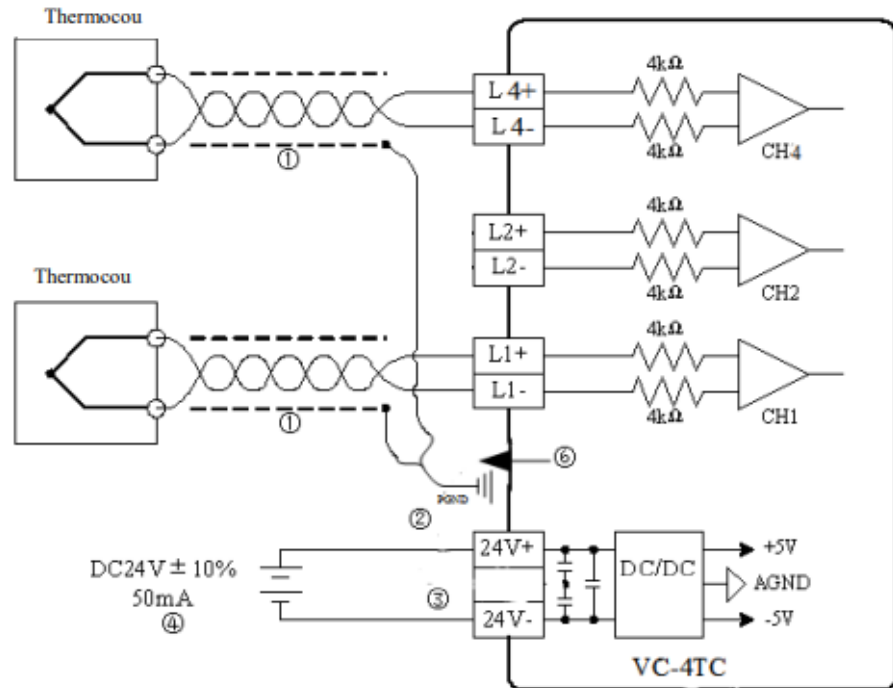 Thermocou
L 4+
L 4-
4kΩ
4kΩ
CH4
①
L2+
L2-
4kΩ
4kΩ
CH2
Thermocou
L1+
L1-
4kΩ
4kΩ
CH1
①
⑥
PGND
②
DC24V ± 10%
50mA
④
③
24V+
24V-
DC/DC
+5V
AGND
-5V
VC-4TC